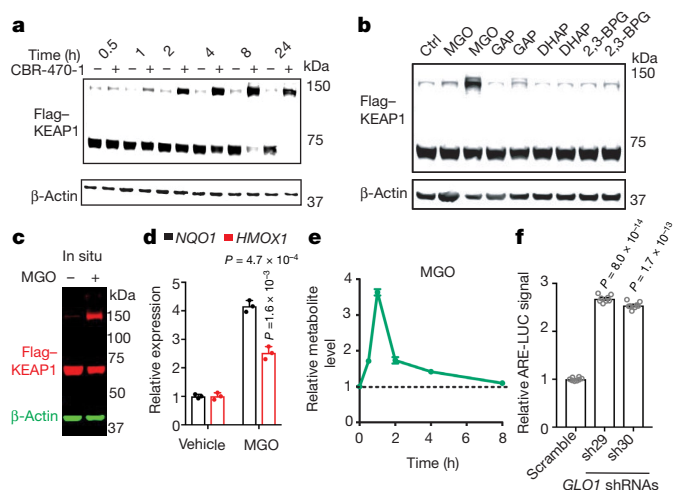 a
Time (h) 0.5 1 2 4 8 24
CBR-470-1 – + – + – + – + – + – + kDa
150
Flag–
KEAP1
75
β-Actin
37
b
Ctrl MGO MGO GAP GAP DHAP DHAP 2,3-BPG 2,3-BPG
kDa
150
Flag–
KEAP1
75
β-Actin
37
c
In situ
MGO – +
kDa
150
100
Flag–
KEAP1
75
50
β-Actin
37
d
NQO1 HMOX1
P = 4.7 × 10⁻⁴
P = 1.6 × 10⁻³
Relative expression
5
4
3
2
1
0
Vehicle MGO
e
MGO
Relative metabolite
level
4
3
2
1
0
0 2 4 6 8
Time (h)
f
P = 8.0 × 10⁻¹⁴
P = 1.7 × 10⁻¹³
Relative ARE-LUC signal
3
2
1
0
Scramble sh29 sh30
GLO1 shRNAs